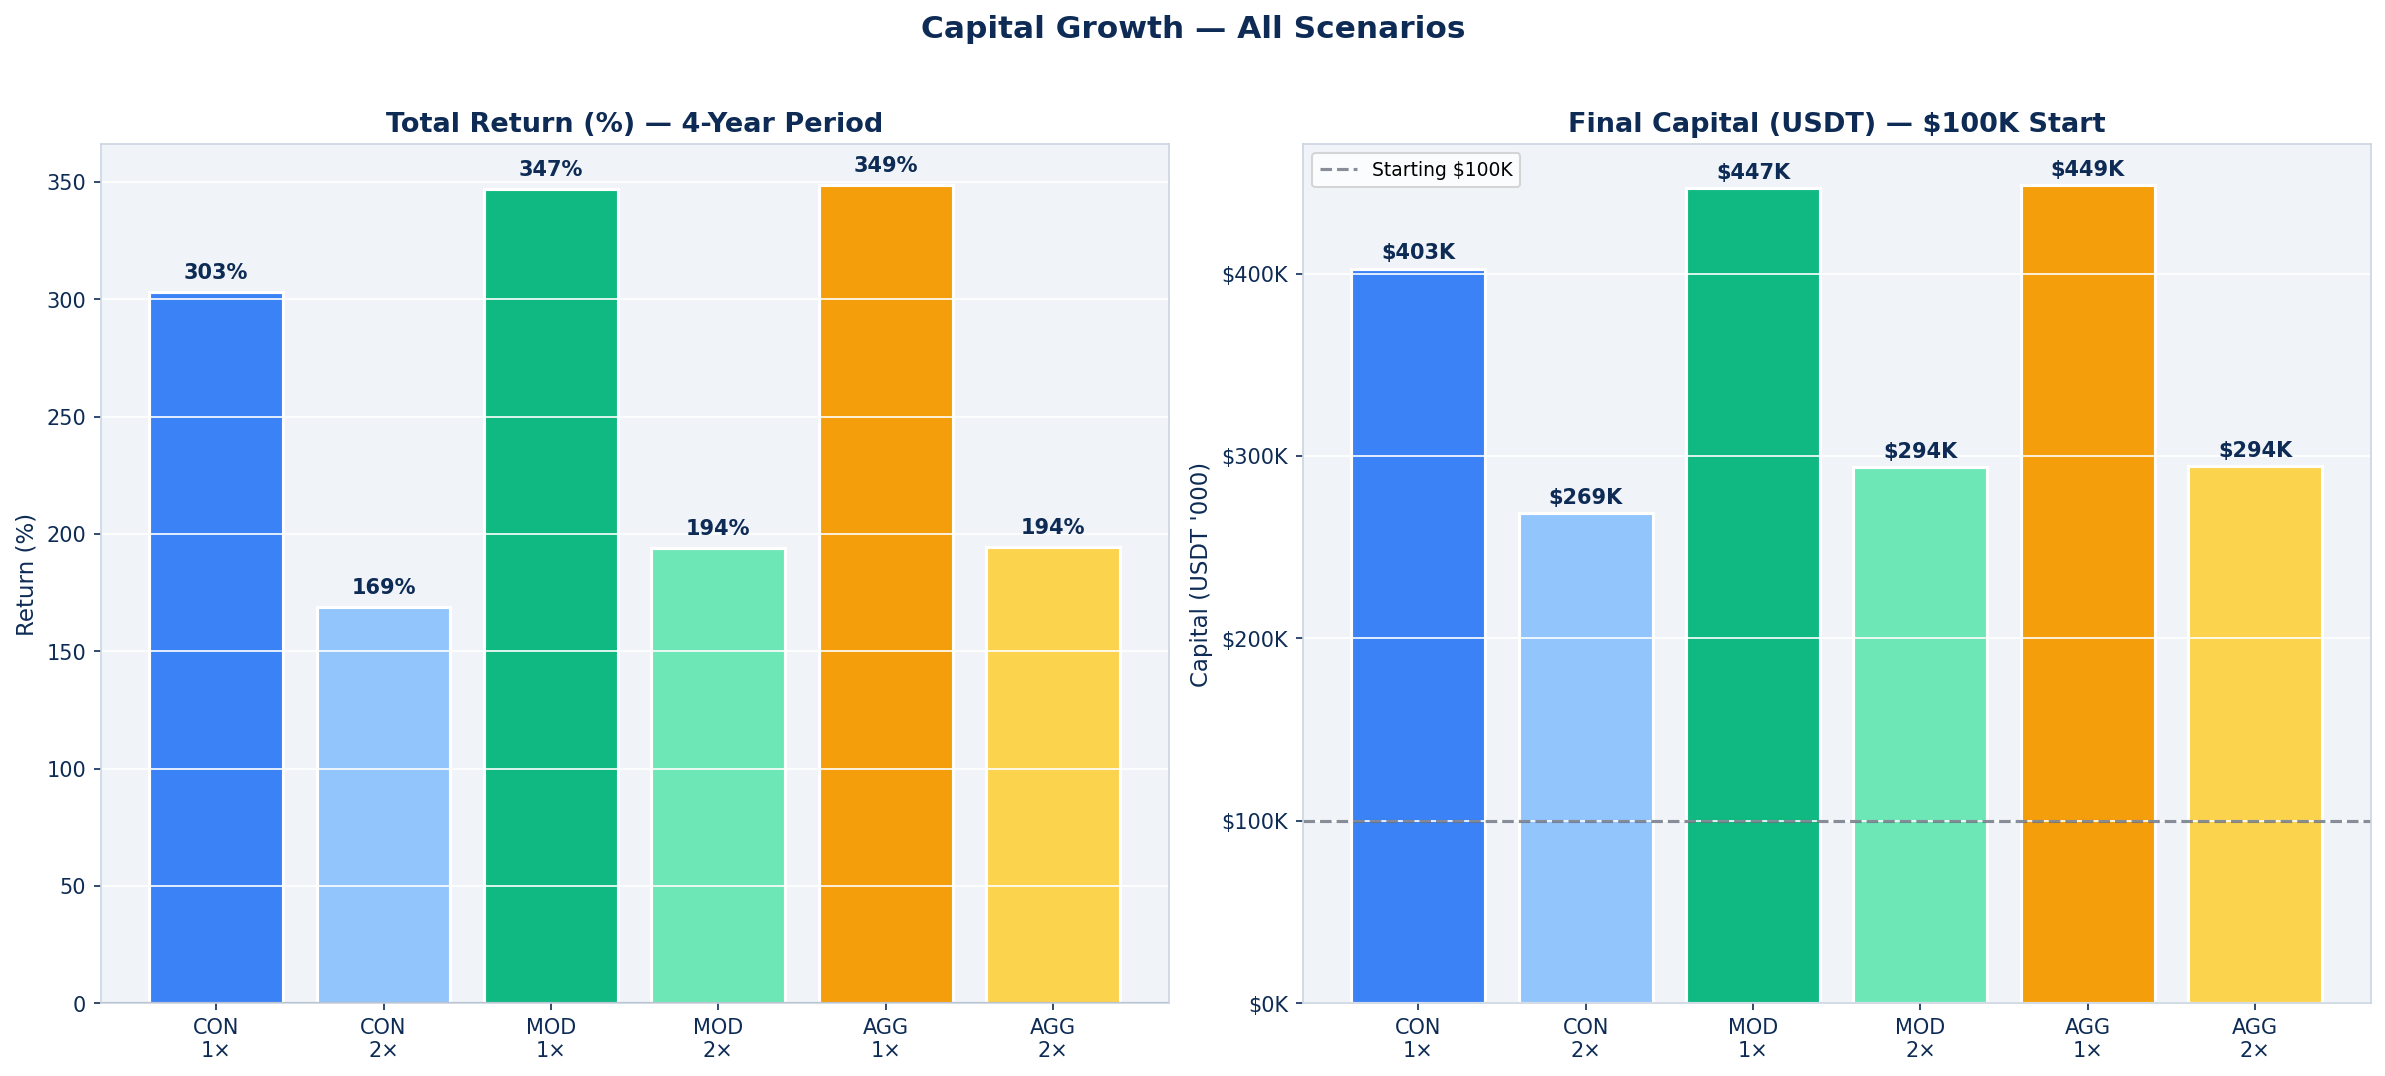 Capital Growth — All Scenarios
Total Return (%) — 4-Year Period
Return (%)
350
300
250
200
150
100
50
0
303%
169%
347%
194%
349%
194%
CON
1×
CON
2×
MOD
1×
MOD
2×
AGG
1×
AGG
2×
Final Capital (USDT) — $100K Start
Starting $100K
Capital (USDT '000)
$400K
$300K
$200K
$100K
$0K
$403K
$269K
$447K
$294K
$449K
$294K
CON
1×
CON
2×
MOD
1×
MOD
2×
AGG
1×
AGG
2×